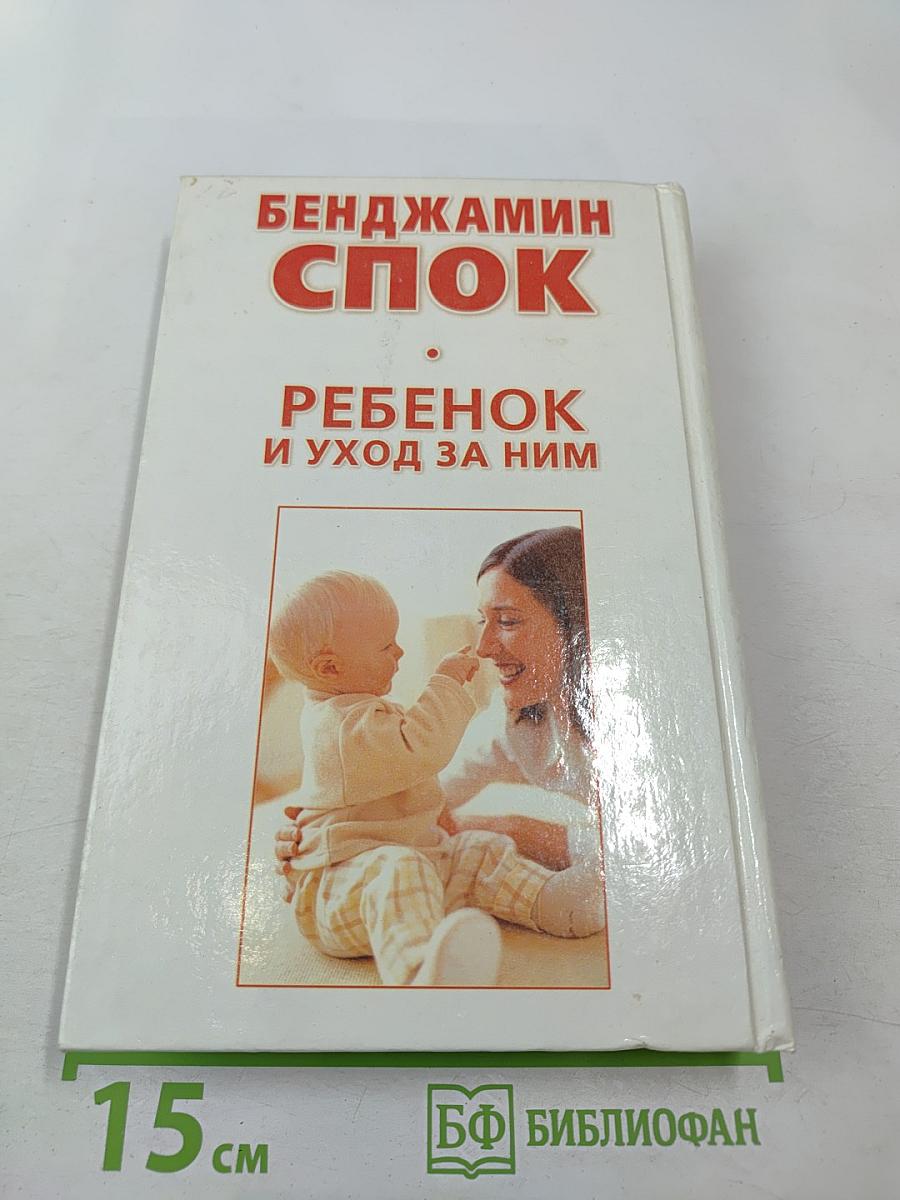 БЕНДЖАМИН
СПОК
•
РЕБЕНОК
И УХОД ЗА НИМ
15 см
БФ БИБЛИОФАН